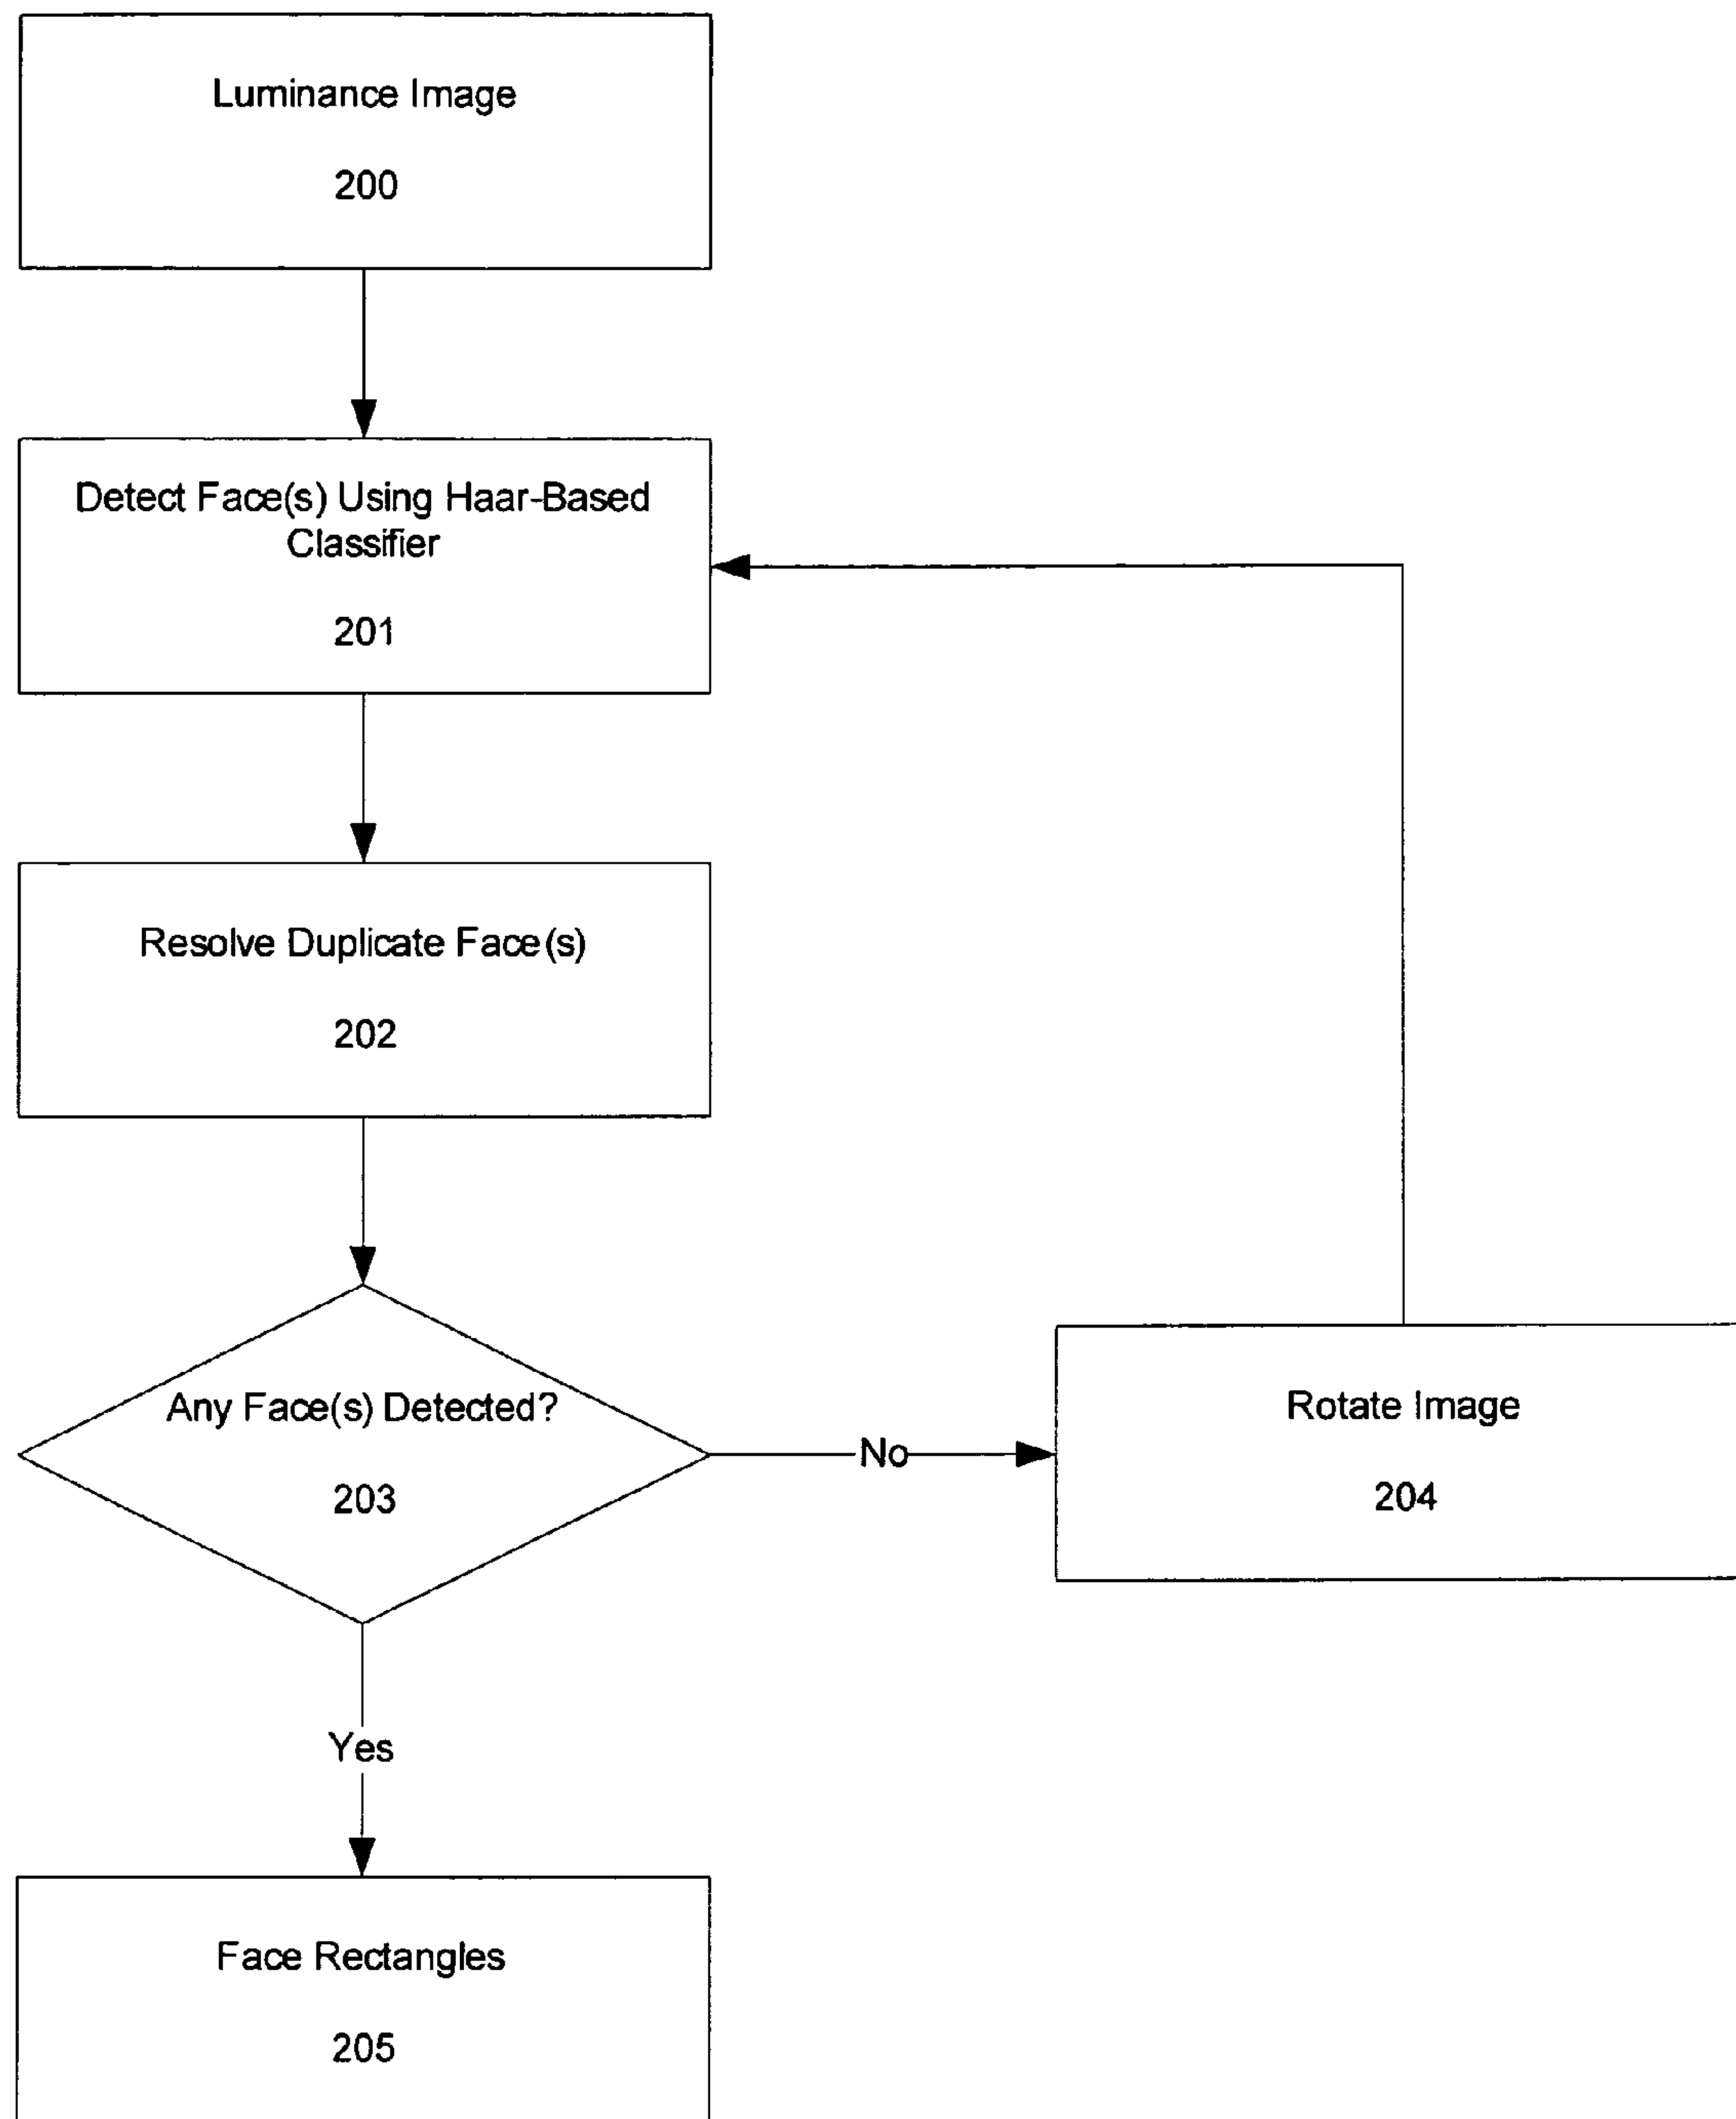 Luminance Image
200
Detect Face(s) Using Haar-Based
Classifier
201
Resolve Duplicate Face(s)
202
Any Face(s) Detected?
203
No
Rotate Image
204
Yes
Face Rectangles
205